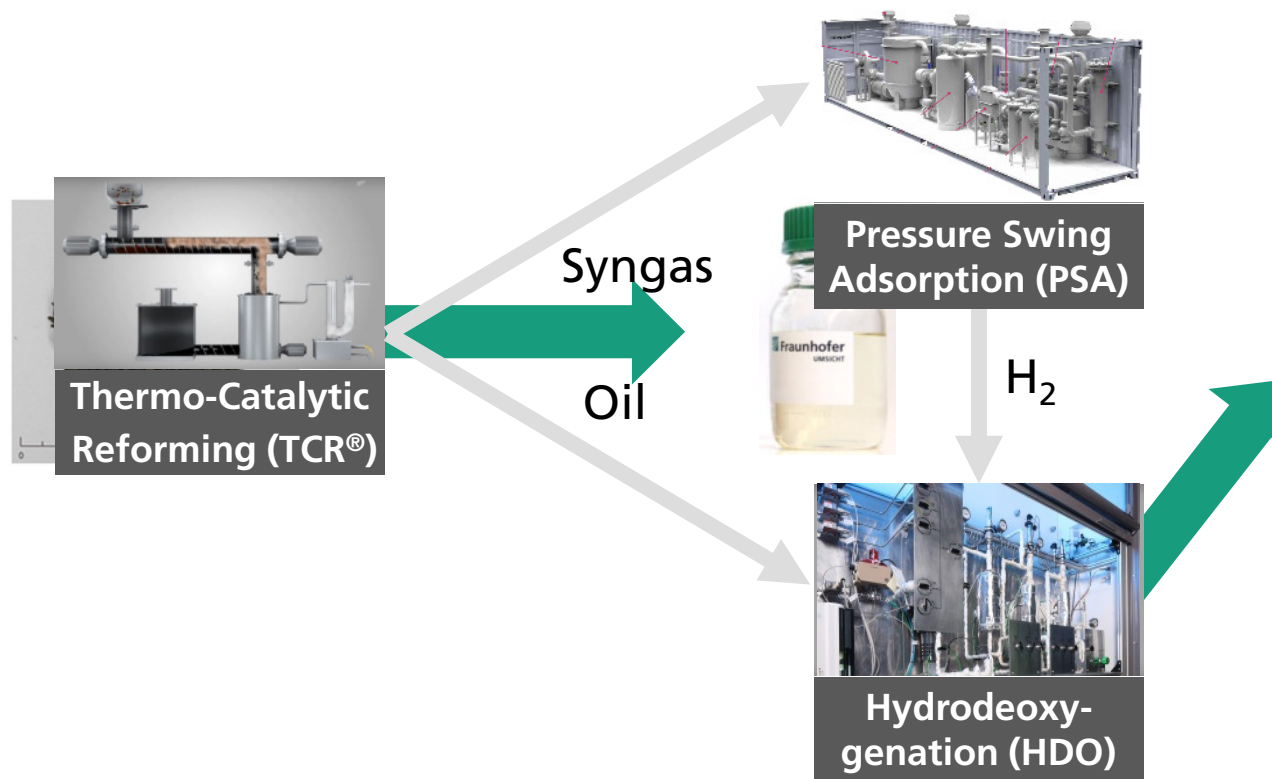 Pressure Swing
Adsorption (PSA)
Syngas
Fraunhofer
UMSICHT
Thermo-Catalytic
Reforming (TCR®)
Oil
H₂
Hydrodeoxy-
genation (HDO)